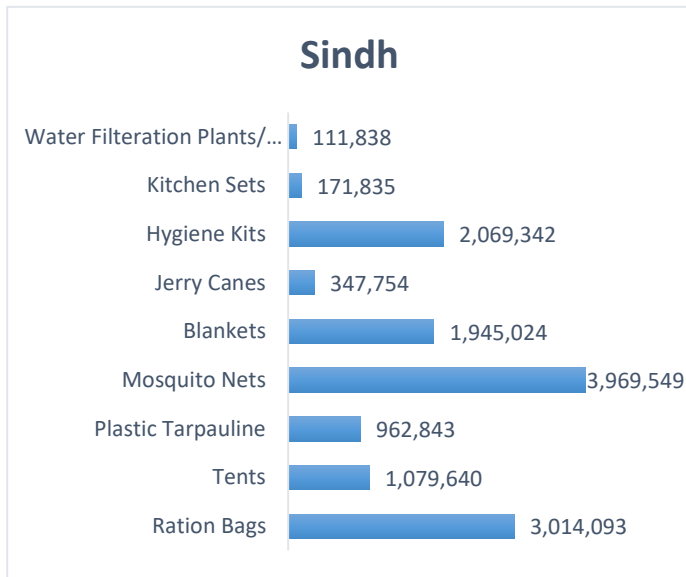 Sindh
Water Filteration Plants/... 111,838
Kitchen Sets 171,835
Hygiene Kits 2,069,342
Jerry Canes 347,754
Blankets 1,945,024
Mosquito Nets 3,969,549
Plastic Tarpauline 962,843
Tents 1,079,640
Ration Bags 3,014,093